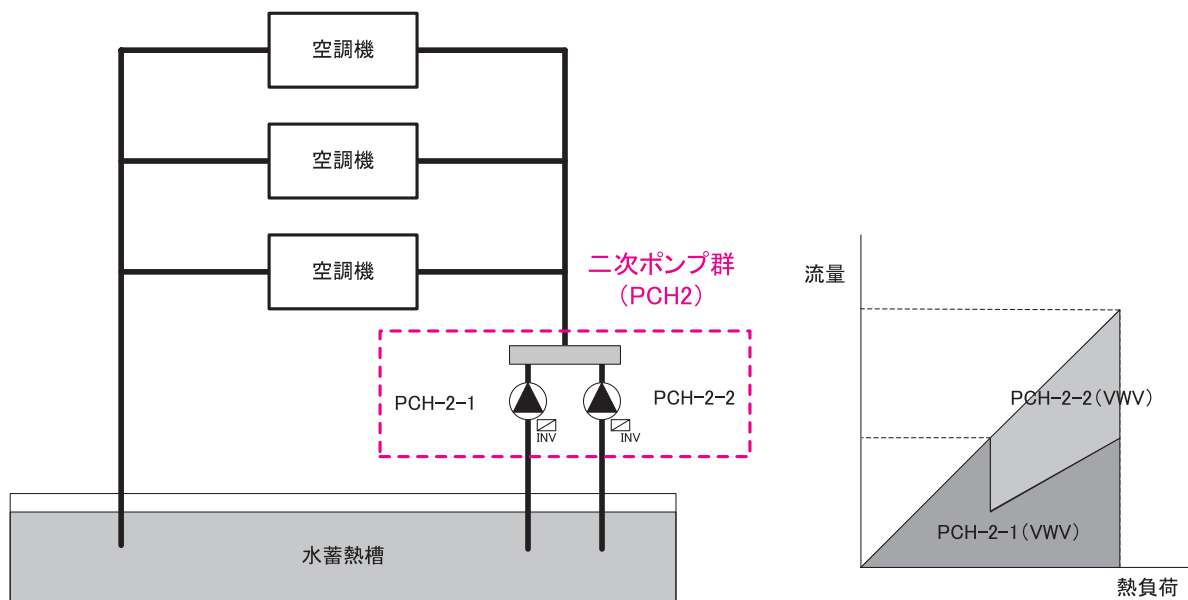 空調機
空調機
空調機
二次ポンプ群
(PCH2)
PCH-2-1
INV
PCH-2-2
INV
水蓄熱槽
流量
PCH-2-2(VWV)
PCH-2-1(VWV)
熱負荷